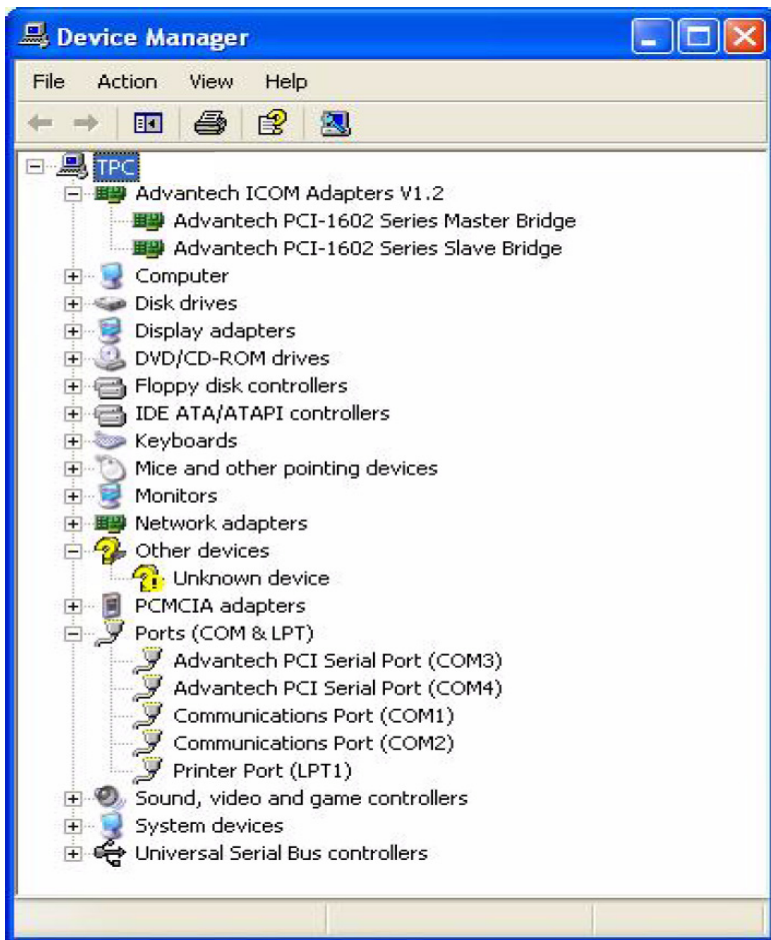 Device Manager
File Action View Help
TPC
Advantech ICOM Adapters V1.2
Advantech PCI-1602 Series Master Bridge
Advantech PCI-1602 Series Slave Bridge
Computer
Disk drives
Display adapters
DVD/CD-ROM drives
Floppy disk controllers
IDE ATA/ATAPI controllers
Keyboards
Mice and other pointing devices
Monitors
Network adapters
Other devices
Unknown device
PCMCIA adapters
Ports (COM & LPT)
Advantech PCI Serial Port (COM3)
Advantech PCI Serial Port (COM4)
Communications Port (COM1)
Communications Port (COM2)
Printer Port (LPT1)
Sound, video and game controllers
System devices
Universal Serial Bus controllers